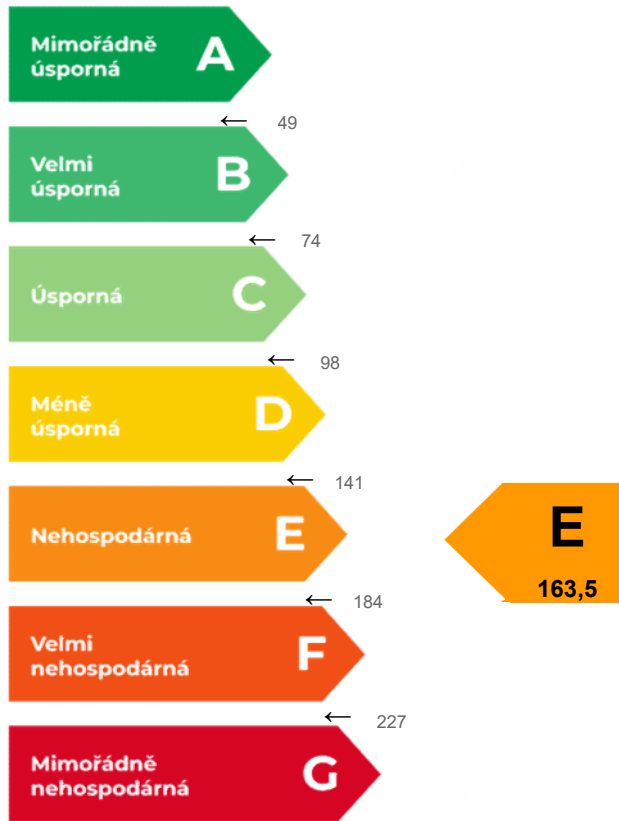 Mimořádně
úsporná
A
← 49
Velmi
úsporná
B
← 74
Úsporná
C
← 98
Méně
úsporná
D
← 141
Nehospodárná
E
E
163,5
← 184
Velmi
nehospodárná
F
← 227
Mimořádně
nehospodárná
G